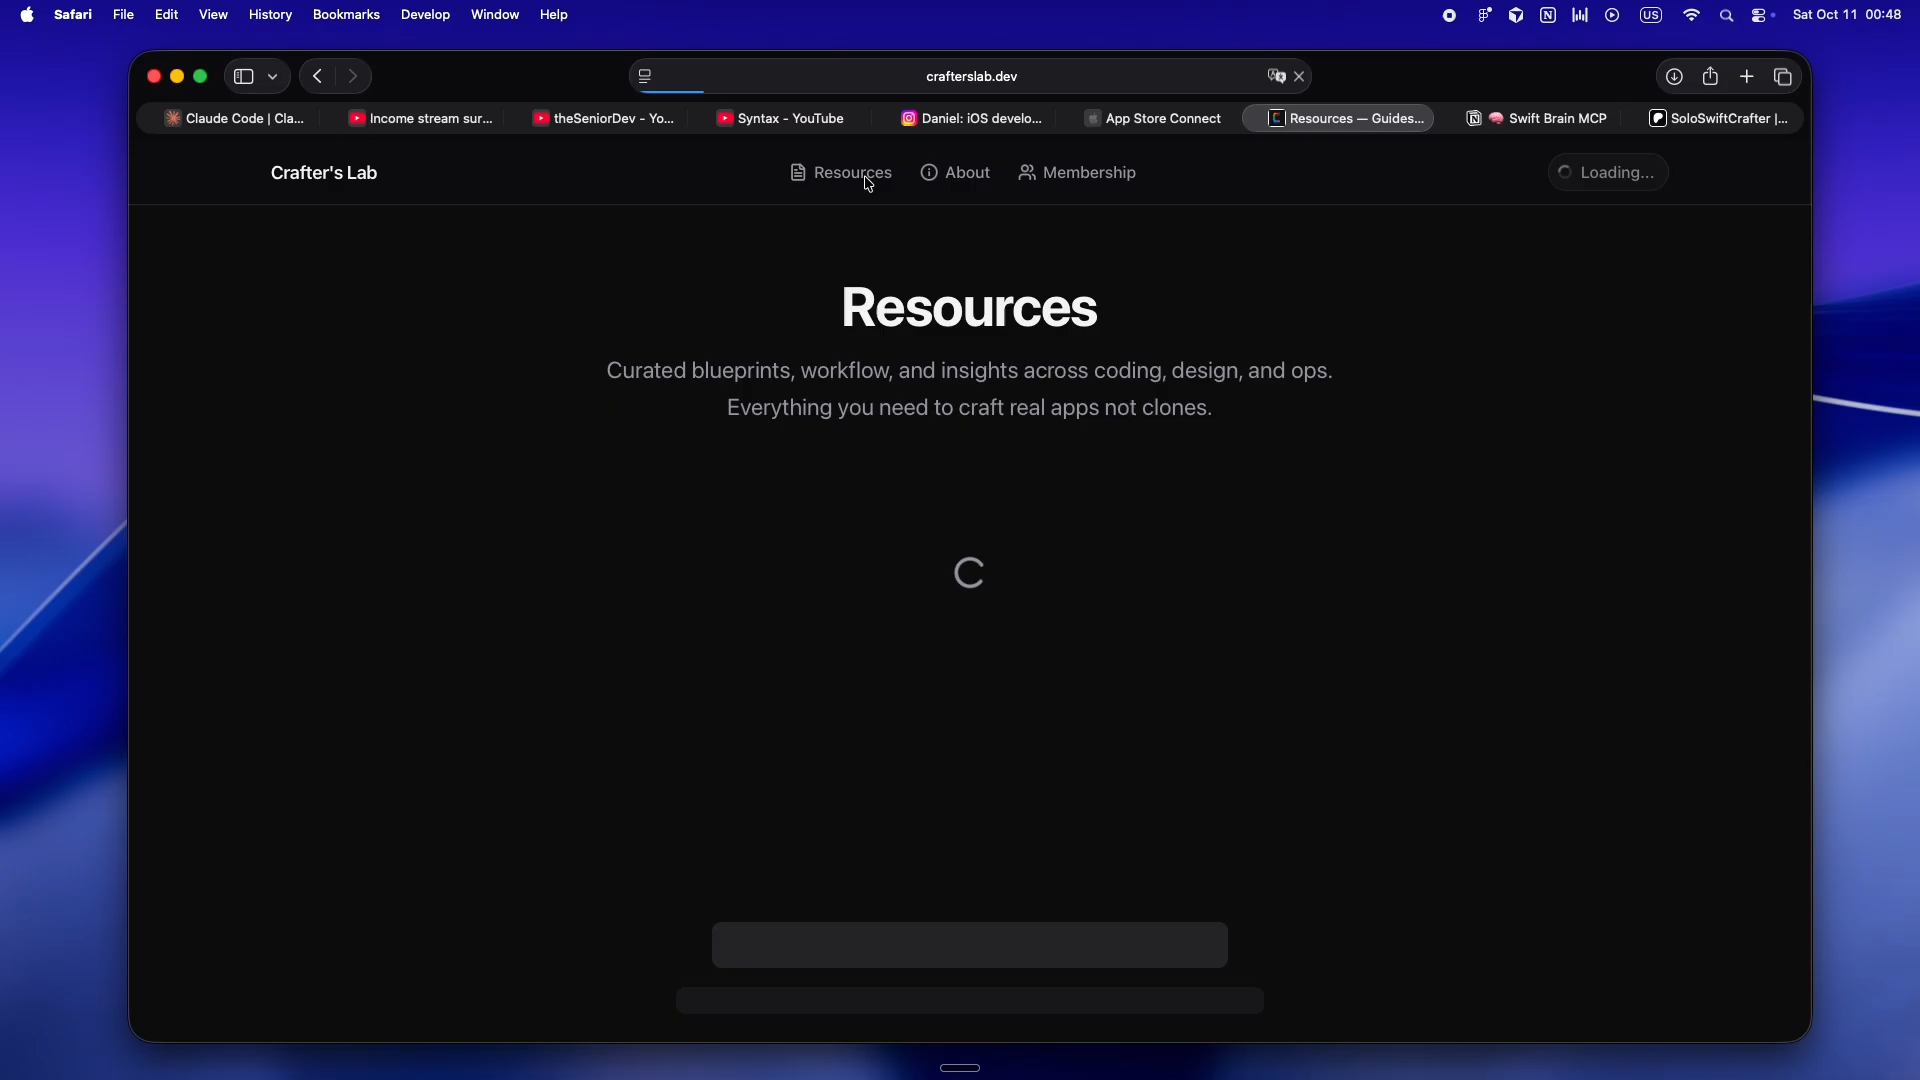 Safari File Edit View History Bookmarks Develop Window Help US Sat Oct 11 00:48
crafterslab.dev
Claude Code | Cla... Income stream sur... theSeniorDev - Yo... Syntax - YouTube Daniel: iOS develo... App Store Connect Resources — Guides... Swift Brain MCP SoloSwiftCrafter |...
Crafter's Lab Resources About Membership Loading...
Resources
Curated blueprints, workflow, and insights across coding, design, and ops.
Everything you need to craft real apps not clones.